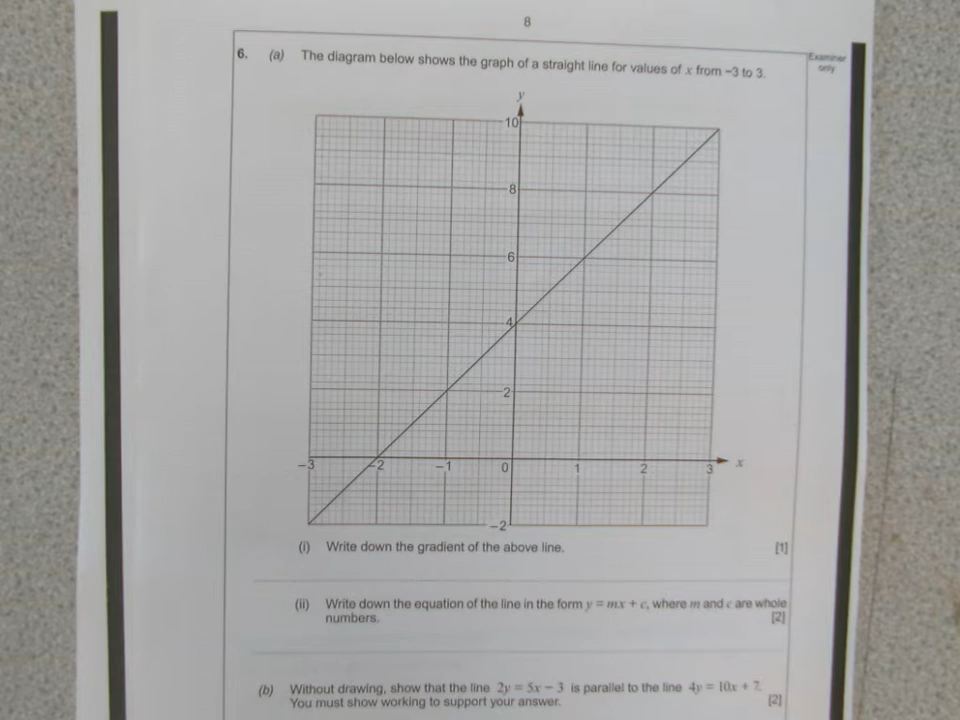 8
Examiner
only
6. (a) The diagram below shows the graph of a straight line for values of x from −3 to 3.
y
10
8
6
4
2
−3 −2 −1 0 1 2 3 x
−2
(i) Write down the gradient of the above line. [1]
(ii) Write down the equation of the line in the form y = mx + c, where m and c are whole
numbers. [2]
(b) Without drawing, show that the line 2y = 5x − 3 is parallel to the line 4y = 10x + 7.
You must show working to support your answer. [2]